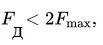 F_Д < 2F_max,